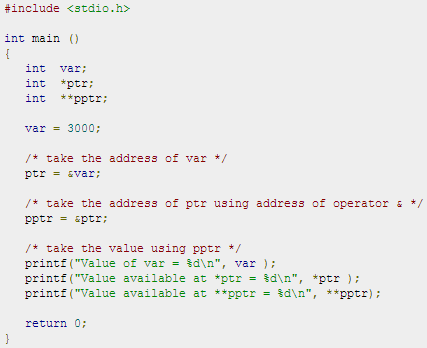 #include <stdio.h>
int main ()
{
int var;
int *ptr;
int **pptr;
var = 3000;
/* take the address of var */
ptr = &var;
/* take the address of ptr using address of operator & */
pptr = &ptr;
/* take the value using pptr */
printf("Value of var = %d\n", var );
printf("Value available at *ptr = %d\n", *ptr );
printf("Value available at **pptr = %d\n", **pptr);
return 0;
}